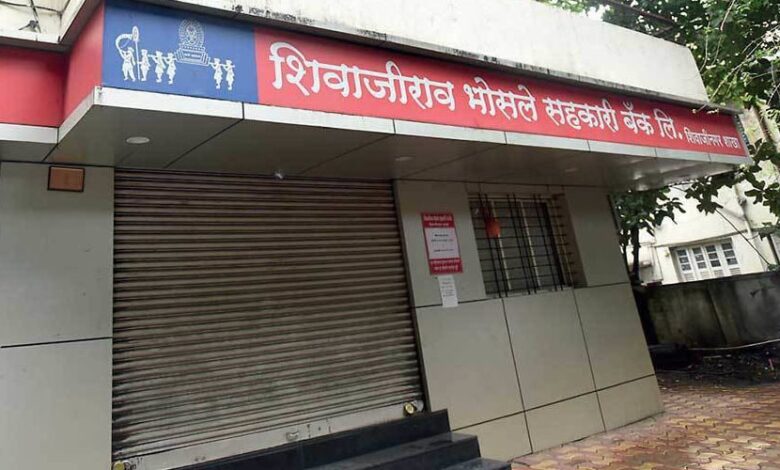 शिवाजीराव भोसले सहकारी बँक लि. शिवाजीनगर शाखा